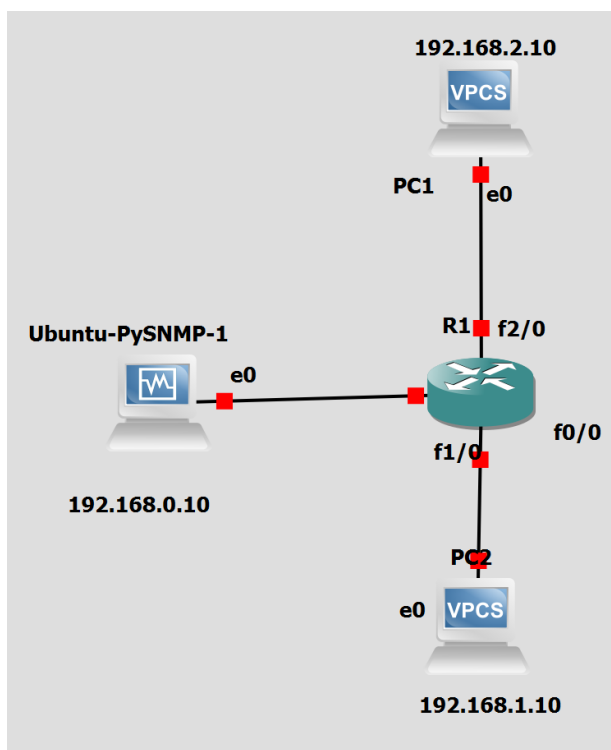 192.168.2.10
VPCS
PC1
e0
R1
f2/0
Ubuntu-PySNMP-1
e0
f0/0
f1/0
192.168.0.10
PC2
e0
VPCS
192.168.1.10